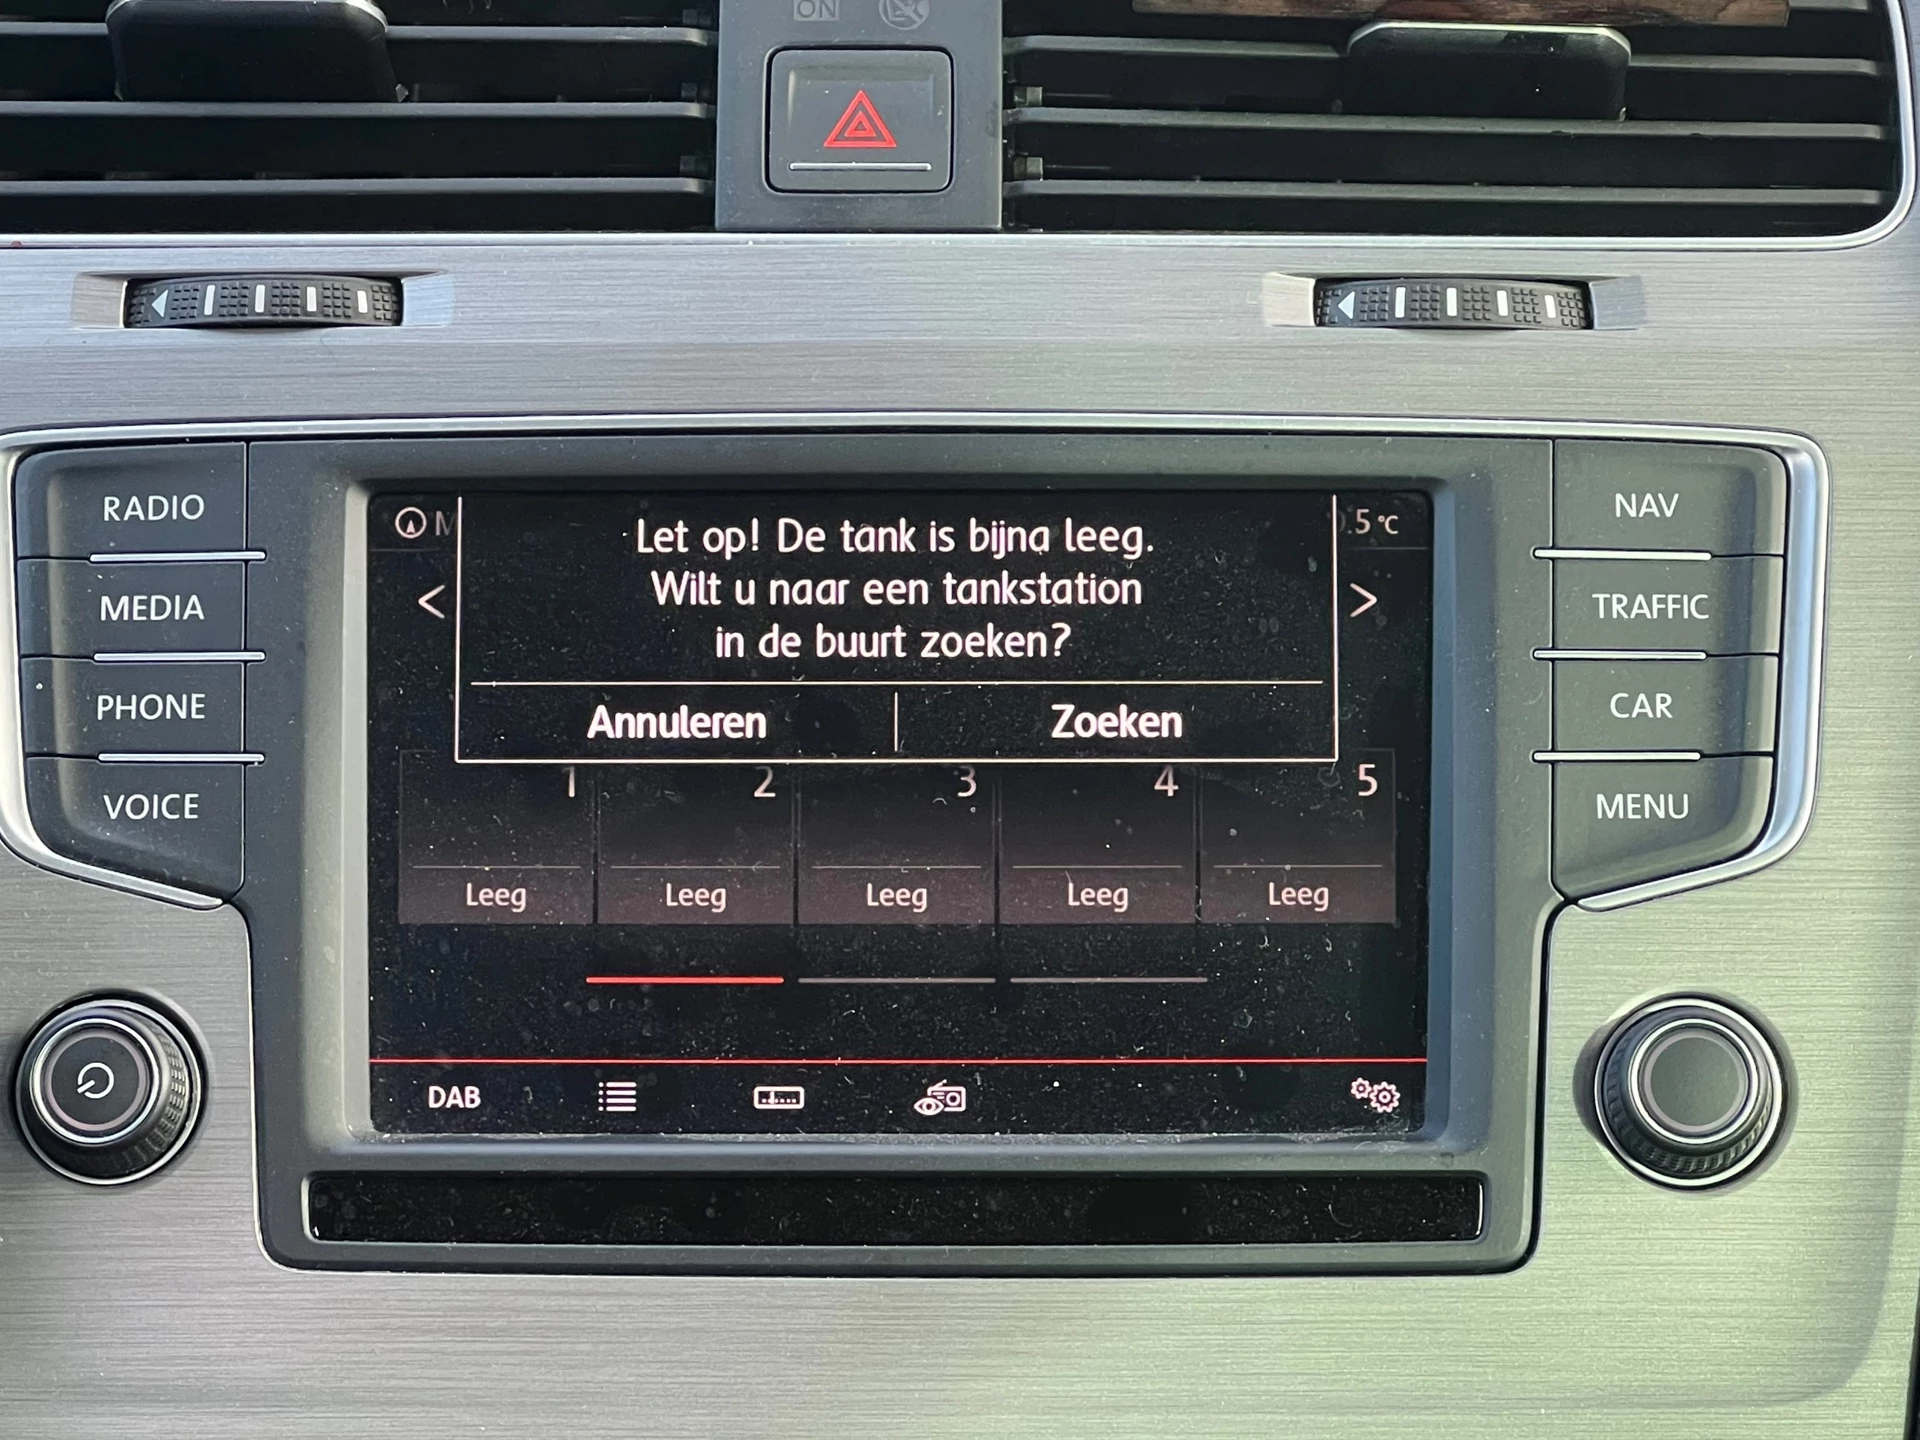 ON
RADIO
MEDIA
PHONE
VOICE
NAV
TRAFFIC
CAR
MENU
M
.5 °C
<
Let op! De tank is bijna leeg.
Wilt u naar een tankstation
in de buurt zoeken?
>
Annuleren
Zoeken
1
2
3
4
5
Leeg
Leeg
Leeg
Leeg
Leeg
DAB